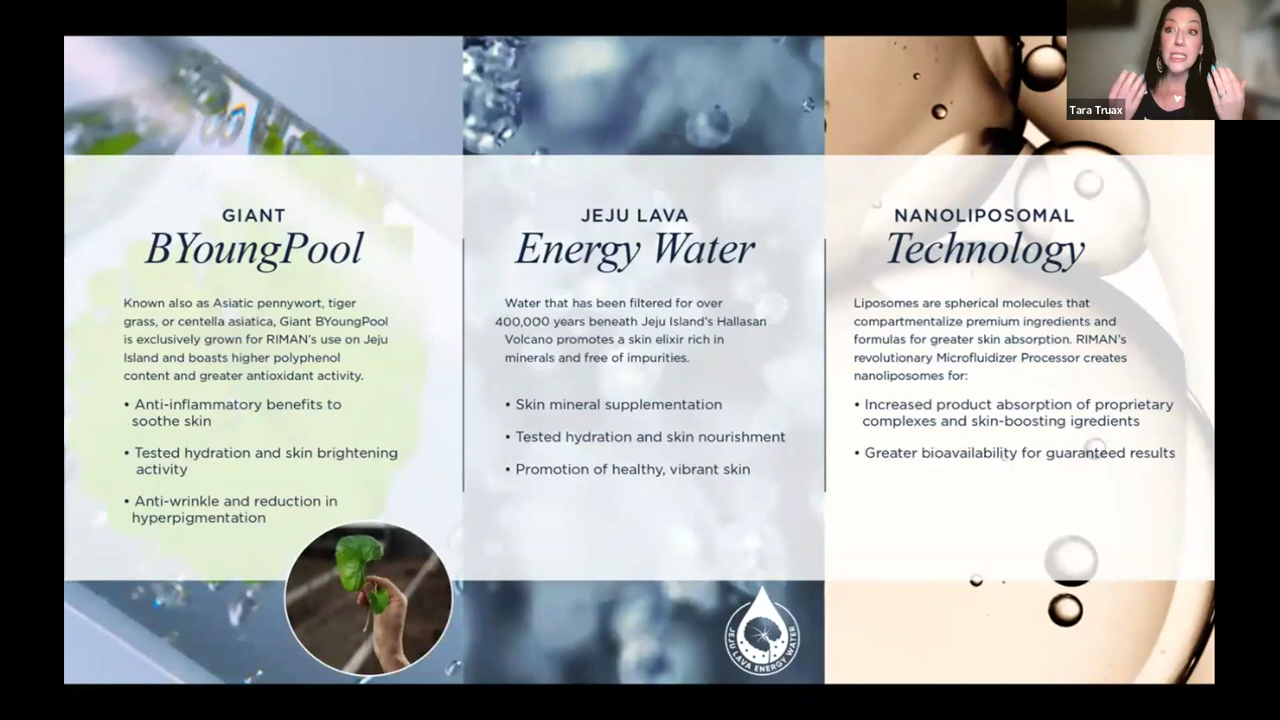 Tara Truax
GIANT
BYoungPool
Known also as Asiatic pennywort, tiger
grass, or centella asiatica, Giant BYoungPool
is exclusively grown for RIMAN's use on Jeju
Island and boasts higher polyphenol
content and greater antioxidant activity.
• Anti-inflammatory benefits to
soothe skin
• Tested hydration and skin brightening
activity
• Anti-wrinkle and reduction in
hyperpigmentation
JEJU LAVA
Energy Water
Water that has been filtered for over
400,000 years beneath Jeju Island's Hallasan
Volcano promotes a skin elixir rich in
minerals and free of impurities.
• Skin mineral supplementation
• Tested hydration and skin nourishment
• Promotion of healthy, vibrant skin
JEJU LAVA ENERGY WATER
NANOLIPOSOMAL
Technology
Liposomes are spherical molecules that
compartmentalize premium ingredients and
formulas for greater skin absorption. RIMAN's
revolutionary Microfluidizer Processor creates
nanoliposomes for:
• Increased product absorption of proprietary
complexes and skin-boosting igredients
• Greater bioavailability for guaranteed results